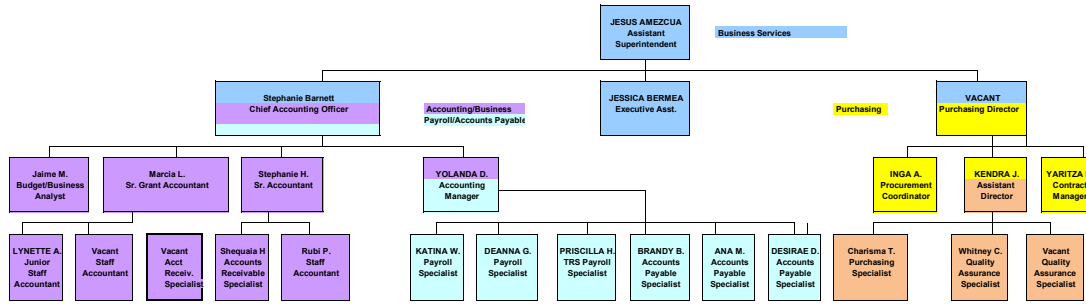 JESUS AMEZCUA
Assistant
Superintendent
Business Services
Stephanie Barnett
Chief Accounting Officer
Accounting/Business
Payroll/Accounts Payable
JESSICA BERMEA
Executive Asst.
Purchasing
VACANT
Purchasing Director
Jaime M.
Budget/Business
Analyst
Marcia L.
Sr. Grant Accountant
Stephanie H.
Sr. Accountant
YOLANDA D.
Accounting
Manager
INGA A.
Procurement
Coordinator
KENDRA J.
Assistant
Director
YARITZA
Contract
Manager
LYNETTE A.
Junior
Staff
Accountant
Vacant
Staff
Accountant
Vacant
Acct
Receiv.
Specialist
Shequaia H
Accounts
Receivable
Specialist
Rubi P.
Staff
Accountant
KATINA W.
Payroll
Specialist
DEANNA G.
Payroll
Specialist
PRISCILLA H.
TRS Payroll
Specialist
BRANDY B.
Accounts
Payable
Specialist
ANA M.
Accounts
Payable
Specialist
DESIRAE D.
Accounts
Payable
Specialist
Charisma T.
Purchasing
Specialist
Whitney C.
Quality
Assurance
Specialist
Vacant
Quality
Assurance
Specialist